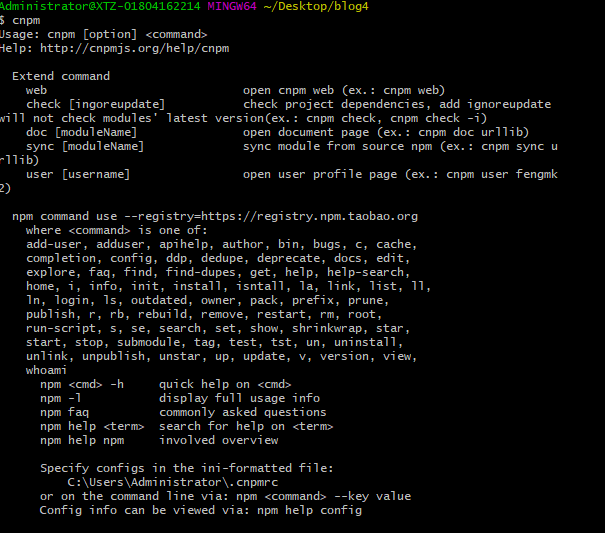 Administrator@XTZ-01804162214 MINGW64 ~/Desktop/blog4
$ cnpm
Usage: cnpm [option] <command>
Help: http://cnpmjs.org/help/cnpm
Extend command
web open cnpm web (ex.: cnpm web)
check [ingoreupdate] check project dependencies, add ignoreupdate
will not check modules' latest version(ex.: cnpm check, cnpm check -i)
doc [moduleName] open document page (ex.: cnpm doc urllib)
sync [moduleName] sync module from source npm (ex.: cnpm sync u
rllib)
user [username] open user profile page (ex.: cnpm user fengmk
2)
npm command use --registry=https://registry.npm.taobao.org
where <command> is one of:
add-user, adduser, apihelp, author, bin, bugs, c, cache,
completion, config, ddp, dedupe, deprecate, docs, edit,
explore, faq, find, find-dupes, get, help, help-search,
home, i, info, init, install, isntall, la, link, list, ll,
ln, login, ls, outdated, owner, pack, prefix, prune,
publish, r, rb, rebuild, remove, restart, rm, root,
run-script, s, se, search, set, show, shrinkwrap, star,
start, stop, submodule, tag, test, tst, un, uninstall,
unlink, unpublish, unstar, up, update, v, version, view,
whoami
npm <cmd> -h quick help on <cmd>
npm -l display full usage info
npm faq commonly asked questions
npm help <term> search for help on <term>
npm help npm involved overview
Specify configs in the ini-formatted file:
C:\Users\Administrator\.cnpmrc
or on the command line via: npm <command> --key value
Config info can be viewed via: npm help config